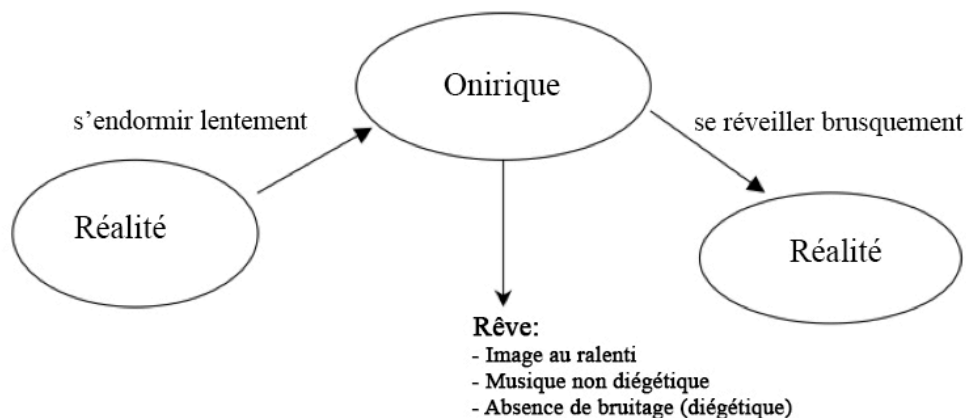 Onirique
s’endormir lentement
se réveiller brusquement
Réalité
Réalité
Rêve:
- Image au ralenti
- Musique non diégétique
- Absence de bruitage (diégétique)